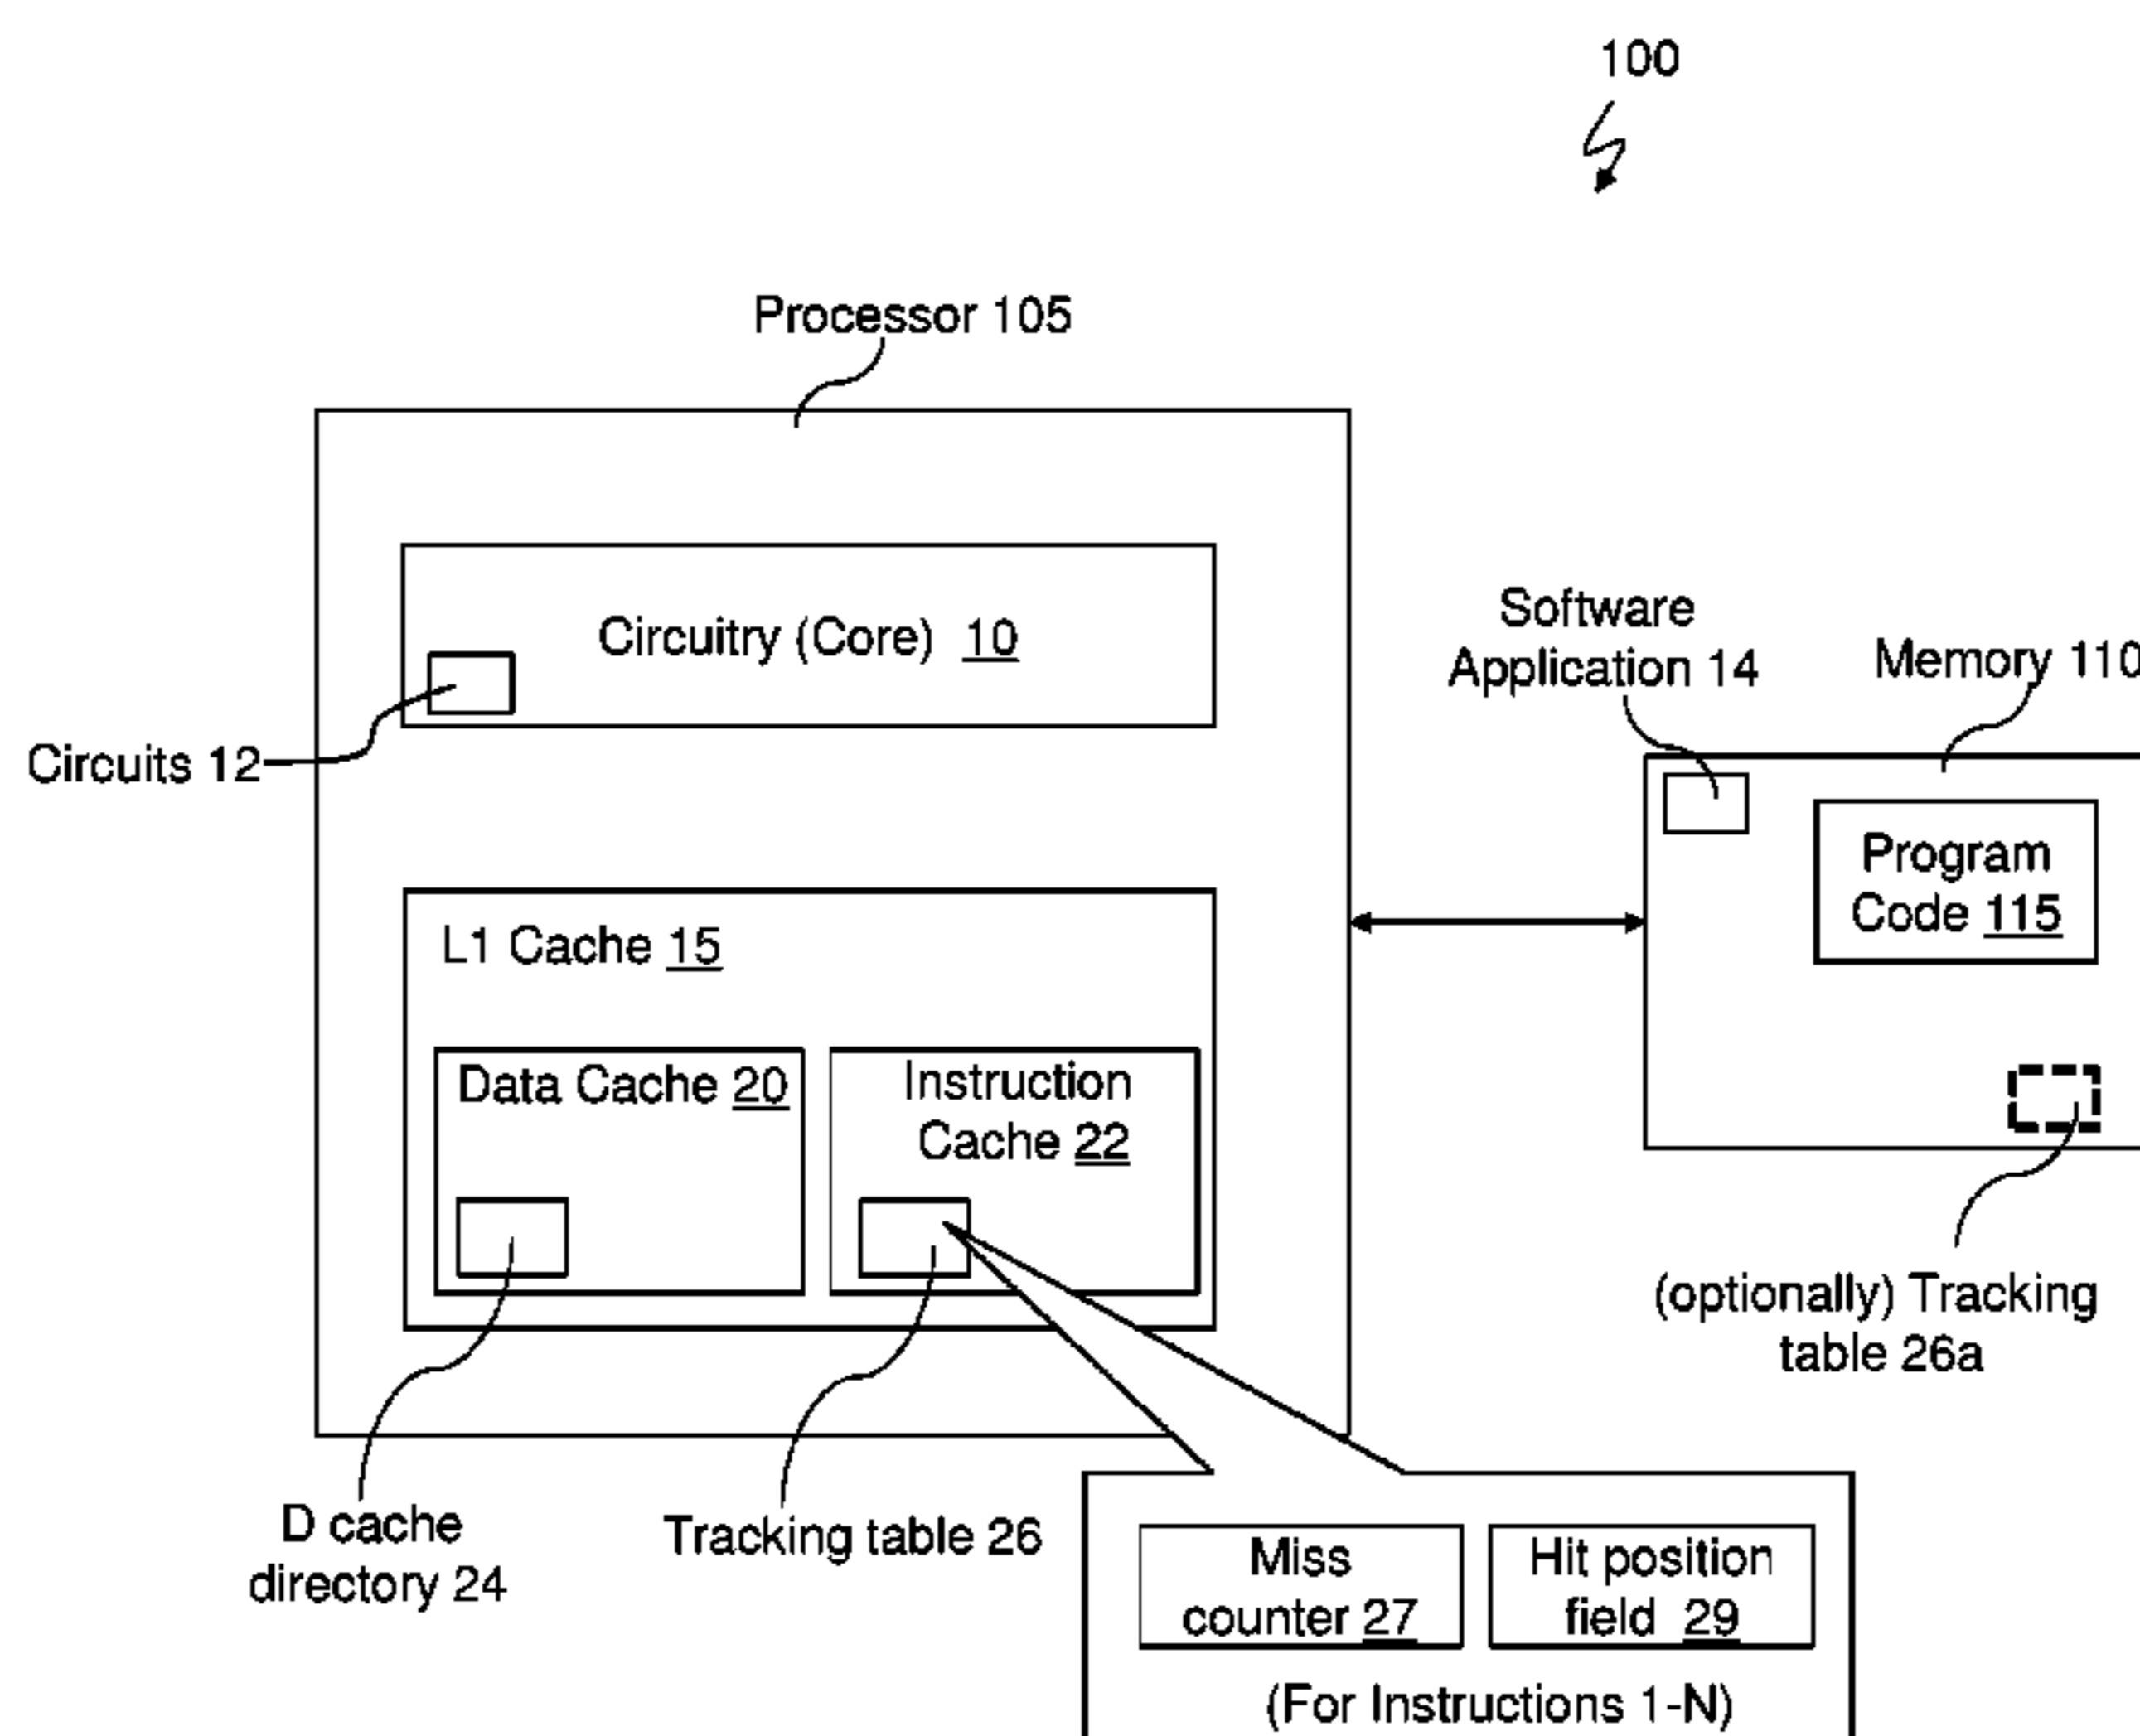 100
Processor 105
Circuitry (Core) 10
Circuits 12
Software
Application 14
Memory 110
Program
Code 115
L1 Cache 15
Data Cache 20
Instruction
Cache 22
(optionally) Tracking
table 26a
D cache
directory 24
Tracking table 26
Miss
counter 27
Hit position
field 29
(For Instructions 1-N)